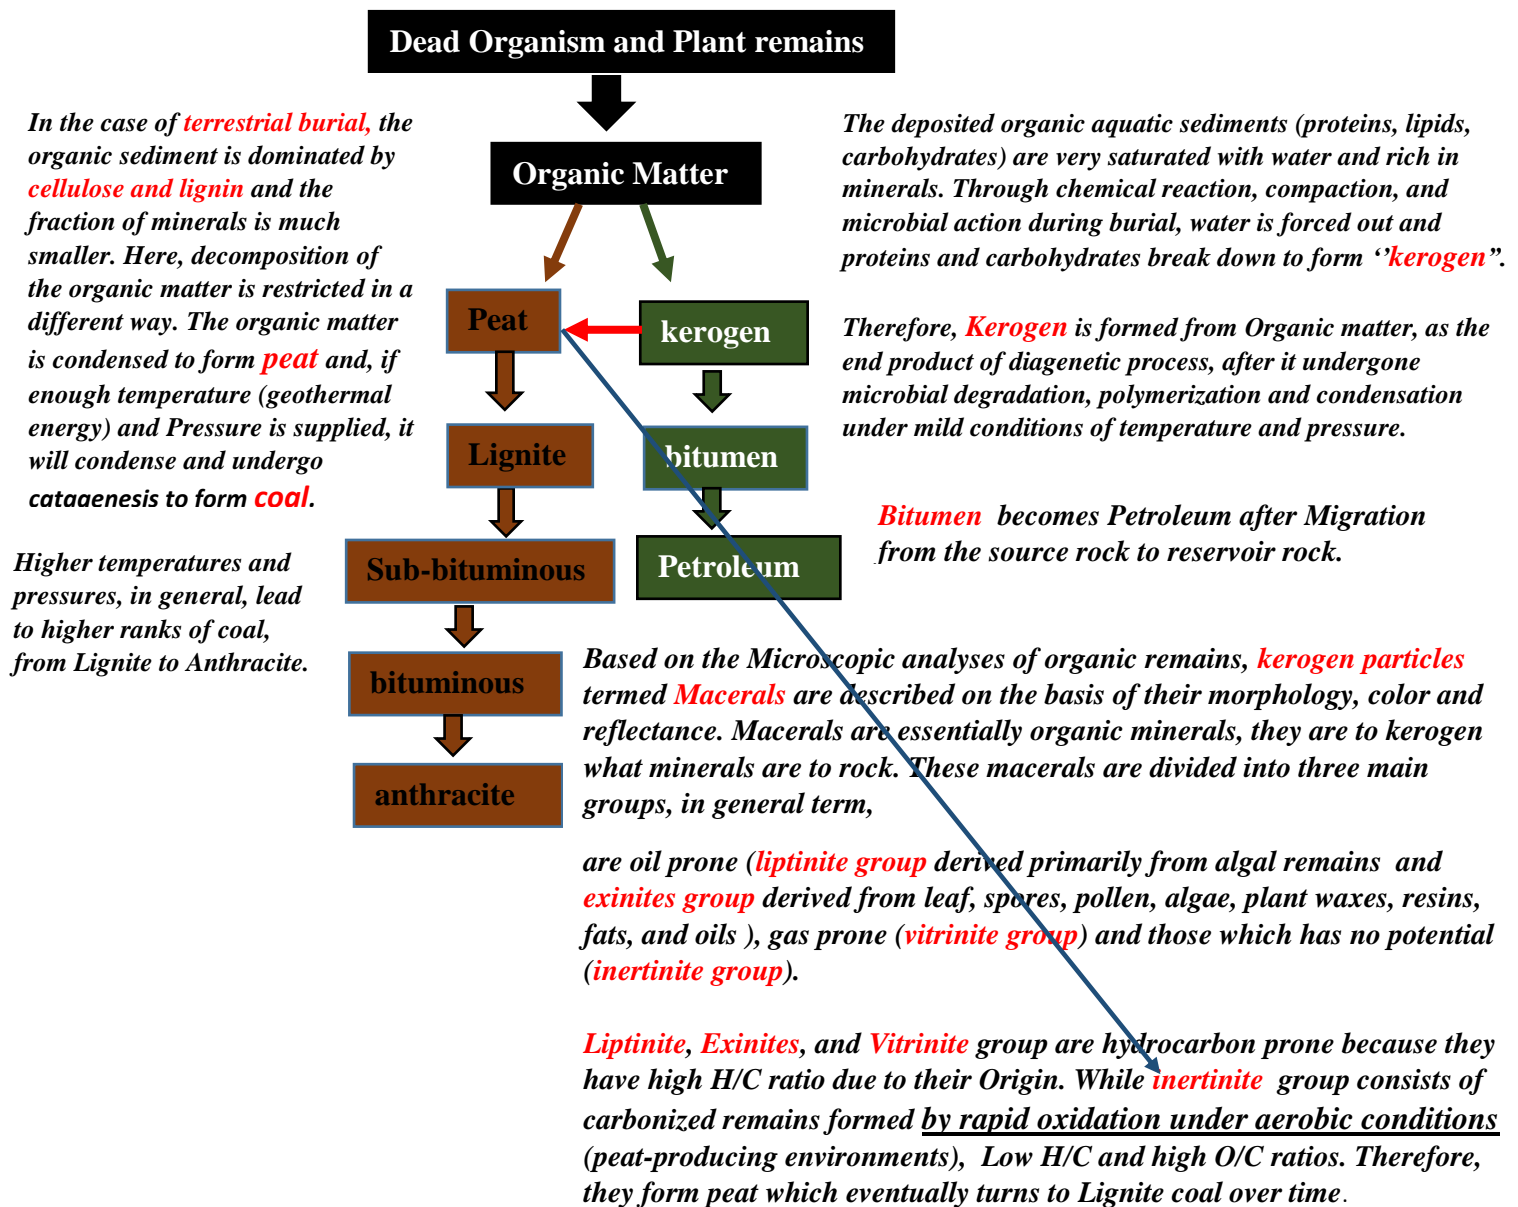 Dead Organism and Plant remains
Organic Matter
In the case of terrestrial burial, the
organic sediment is dominated by
cellulose and lignin and the
fraction of minerals is much
smaller. Here, decomposition of
the organic matter is restricted in a
different way. The organic matter
is condensed to form peat and, if
enough temperature (geothermal
energy) and Pressure is supplied, it
will condense and undergo
catagenesis to form coal.
Higher temperatures and
pressures, in general, lead
to higher ranks of coal,
from Lignite to Anthracite.
Peat
Lignite
Sub-bituminous
bituminous
anthracite
kerogen
bitumen
Petroleum
The deposited organic aquatic sediments (proteins, lipids,
carbohydrates) are very saturated with water and rich in
minerals. Through chemical reaction, compaction, and
microbial action during burial, water is forced out and
proteins and carbohydrates break down to form ‘’kerogen”.
Therefore, Kerogen is formed from Organic matter, as the
end product of diagenetic process, after it undergone
microbial degradation, polymerization and condensation
under mild conditions of temperature and pressure.
Bitumen becomes Petroleum after Migration
from the source rock to reservoir rock.
Based on the Microscopic analyses of organic remains, kerogen particles
termed Macerals are described on the basis of their morphology, color and
reflectance. Macerals are essentially organic minerals, they are to kerogen
what minerals are to rock. These macerals are divided into three main
groups, in general term,
are oil prone (liptinite group derived primarily from algal remains and
exinites group derived from leaf, spores, pollen, algae, plant waxes, resins,
fats, and oils ), gas prone (vitrinite group) and those which has no potential
(inertinite group).
Liptinite, Exinites, and Vitrinite group are hydrocarbon prone because they
have high H/C ratio due to their Origin. While inertinite group consists of
carbonized remains formed by rapid oxidation under aerobic conditions
(peat-producing environments), Low H/C and high O/C ratios. Therefore,
they form peat which eventually turns to Lignite coal over time.